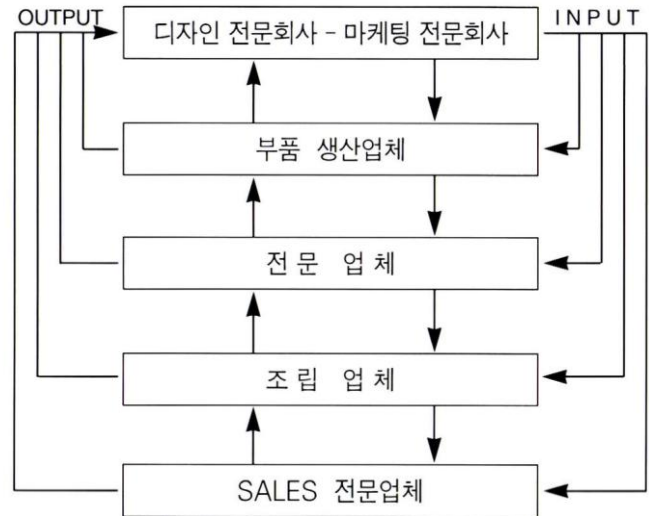 OUTPUT
INPUT
디자인 전문회사 - 마케팅 전문회사
부품 생산업체
전문 업체
조립 업체
SALES 전문업체